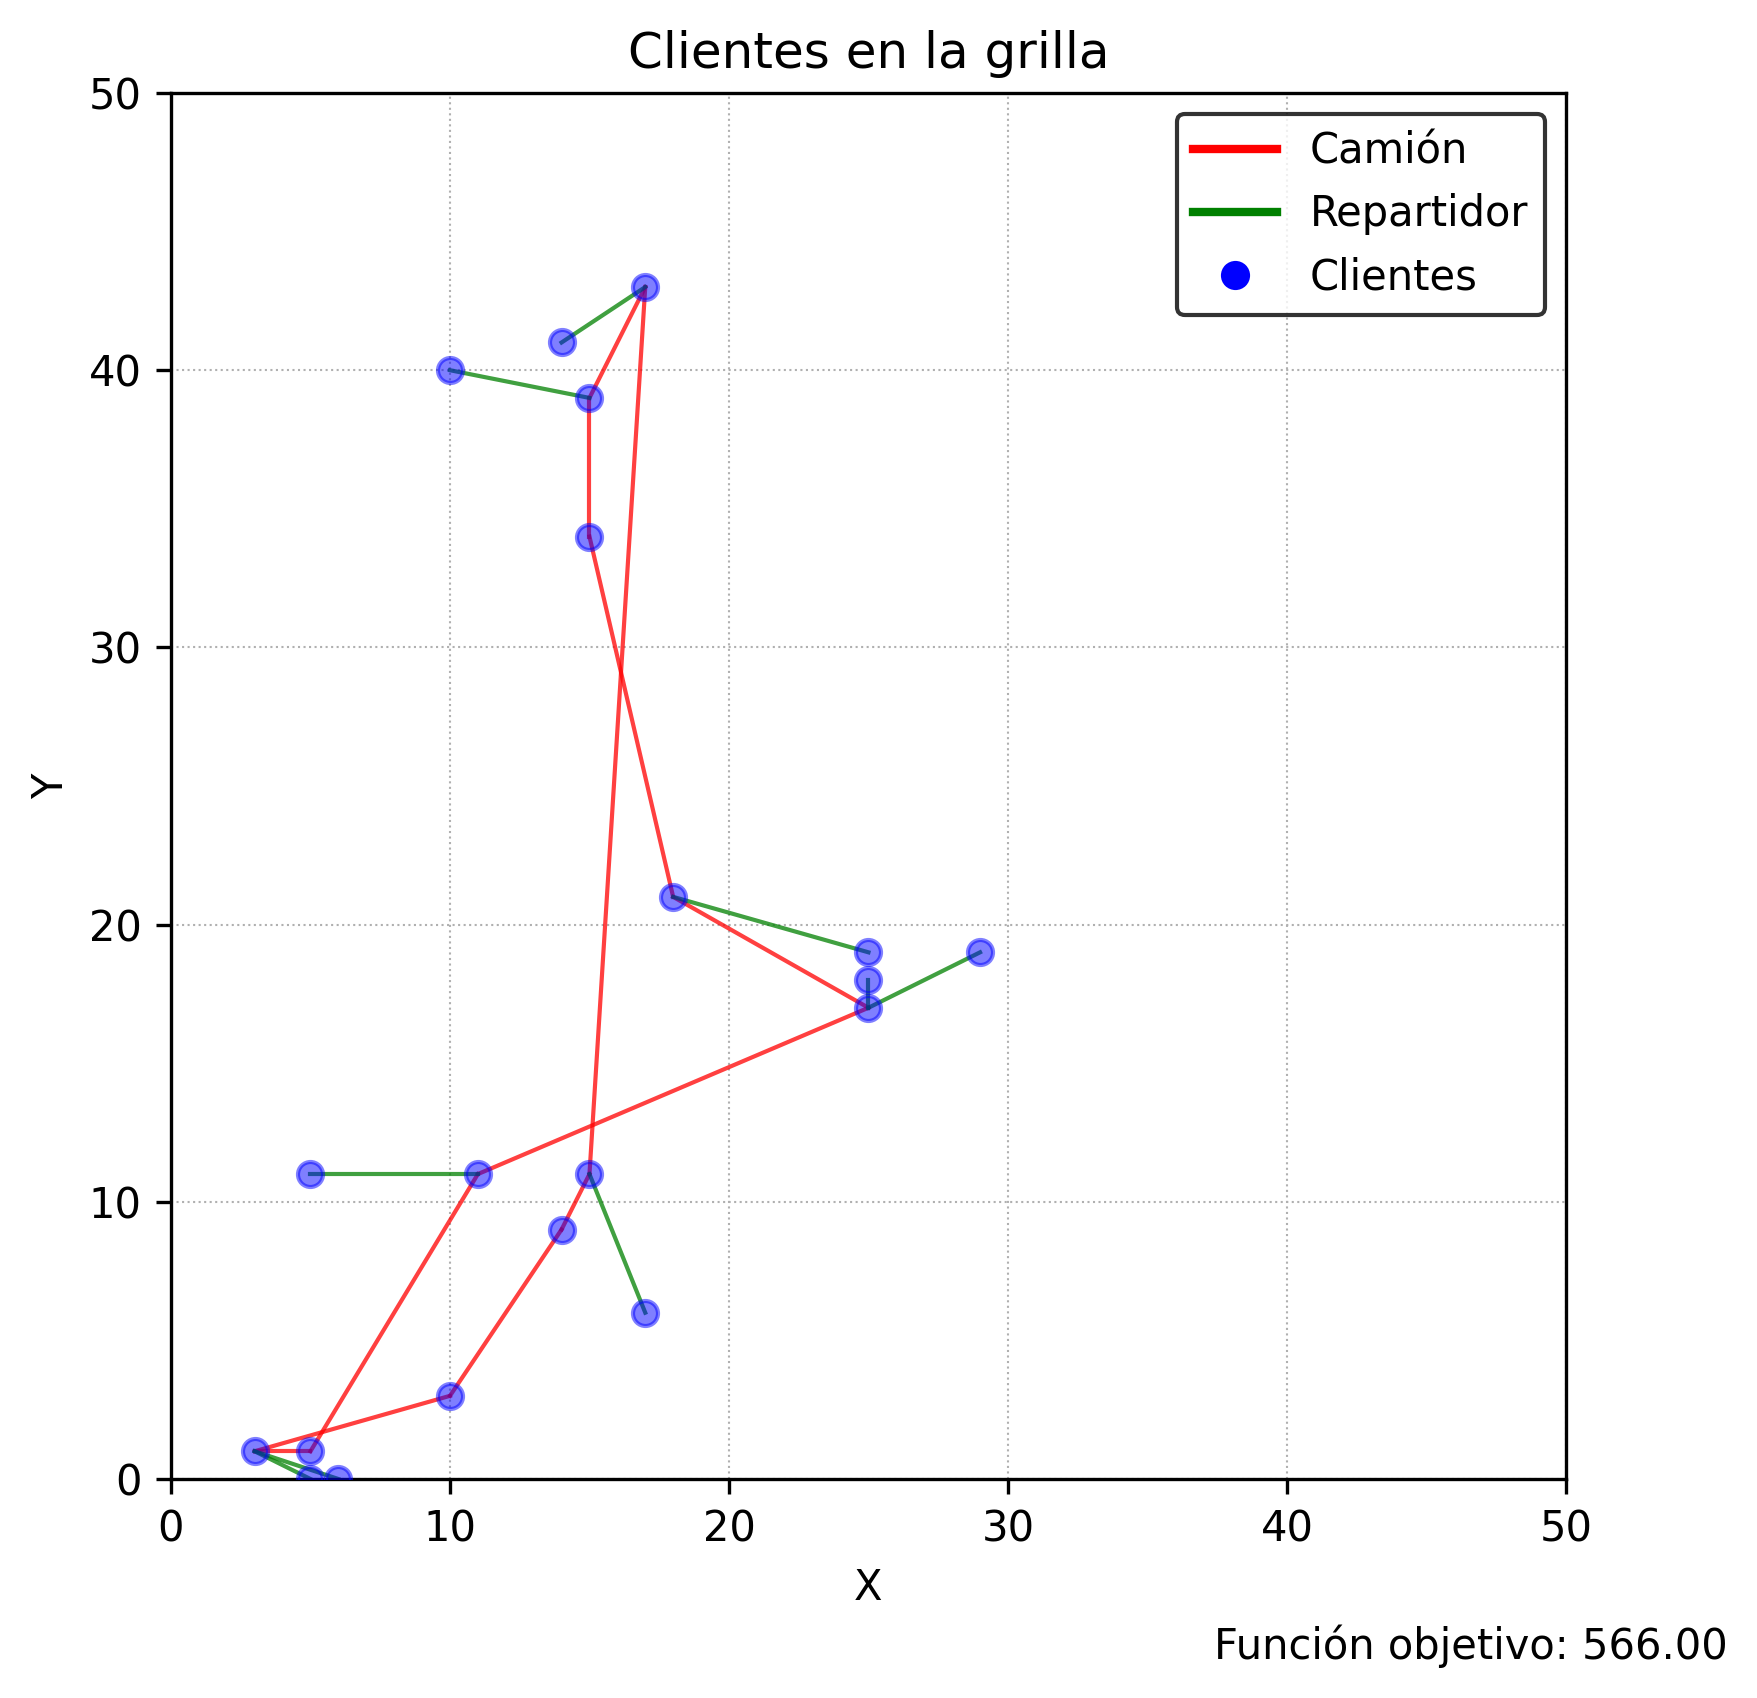 Clientes en la grilla
50
40
30
20
10
0
Y
Camión
Repartidor
Clientes
0 10 20 30 40 50
X
Función objetivo: 566.00